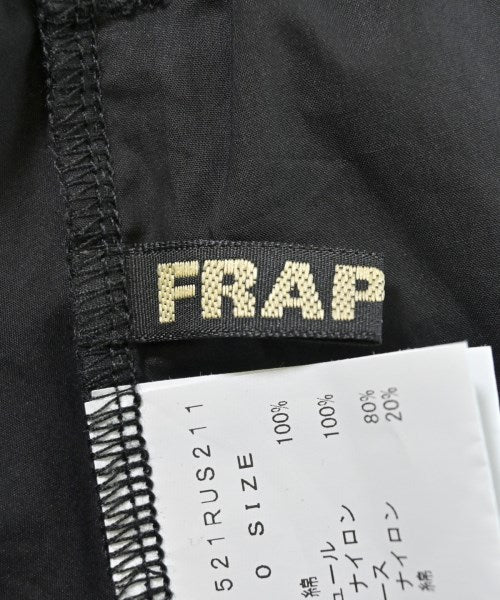 FRAP
521RUS211
0 SIZE
綿 100%
ュール
ナイロン 100%
ース
ナイロン 80%
綿 20%